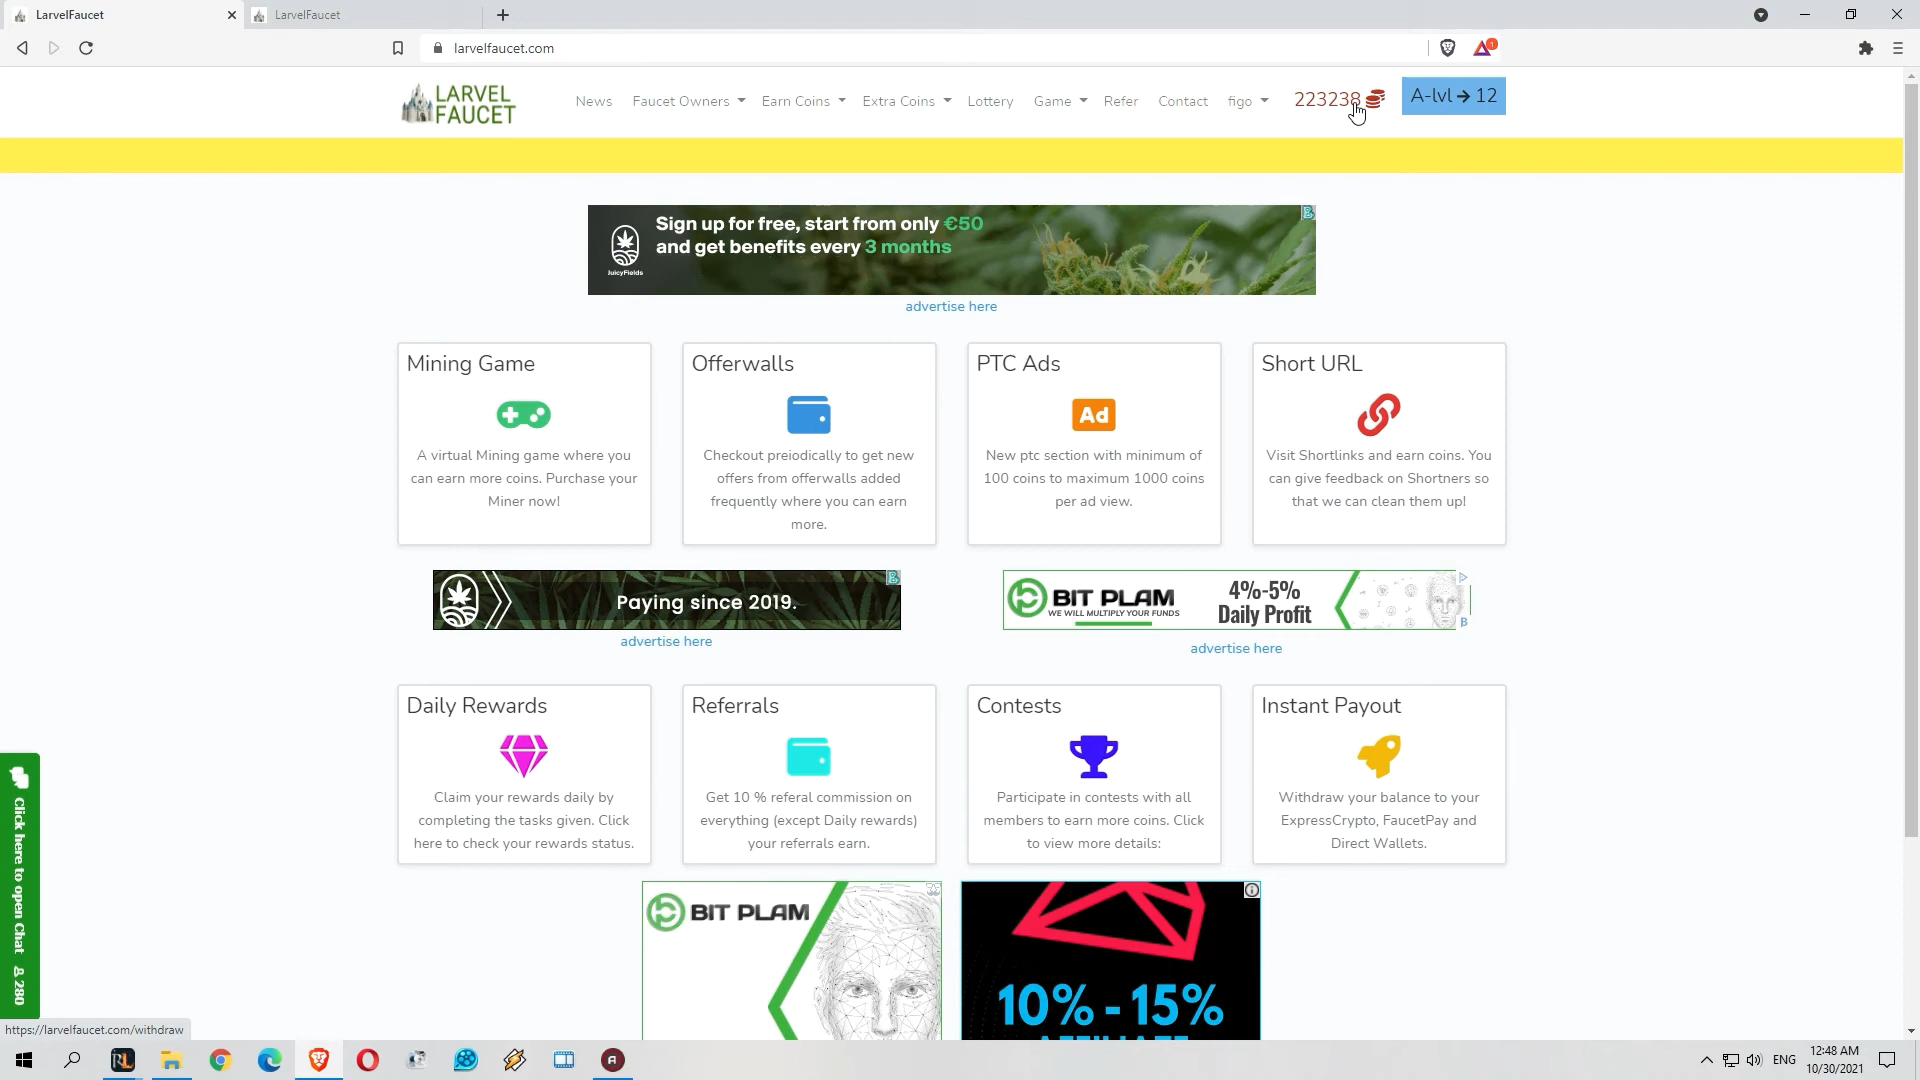 LarvelFaucet
LarvelFaucet
larvelfaucet.com
1
LARVEL
FAUCET
News
Faucet Owners
Earn Coins
Extra Coins
Lottery
Game
Refer
Contact
figo
223238
A-lvl → 12
Sign up for free, start from only €50
and get benefits every 3 months
JuicyFields
advertise here
Mining Game
A virtual Mining game where you
can earn more coins. Purchase your
Miner now!
Offerwalls
Checkout preiodically to get new
offers from offerwalls added
frequently where you can earn
more.
PTC Ads
Ad
New ptc section with minimum of
100 coins to maximum 1000 coins
per ad view.
Short URL
Visit Shortlinks and earn coins. You
can give feedback on Shortners so
that we can clean them up!
Paying since 2019.
advertise here
BIT PLAM
WE WILL MULTIPLY YOUR FUNDS
4%-5%
Daily Profit
advertise here
Daily Rewards
Claim your rewards daily by
completing the tasks given. Click
here to check your rewards status.
Referrals
Get 10 % referal commission on
everything (except Daily rewards)
your referrals earn.
Contests
Participate in contests with all
members to earn more coins. Click
to view more details:
Instant Payout
Withdraw your balance to your
ExpressCrypto, FaucetPay and
Direct Wallets.
Click here to open Chat 280
BIT PLAM
10% - 15%
https://larvelfaucet.com/withdraw
ENG
12:48 AM
10/30/2021